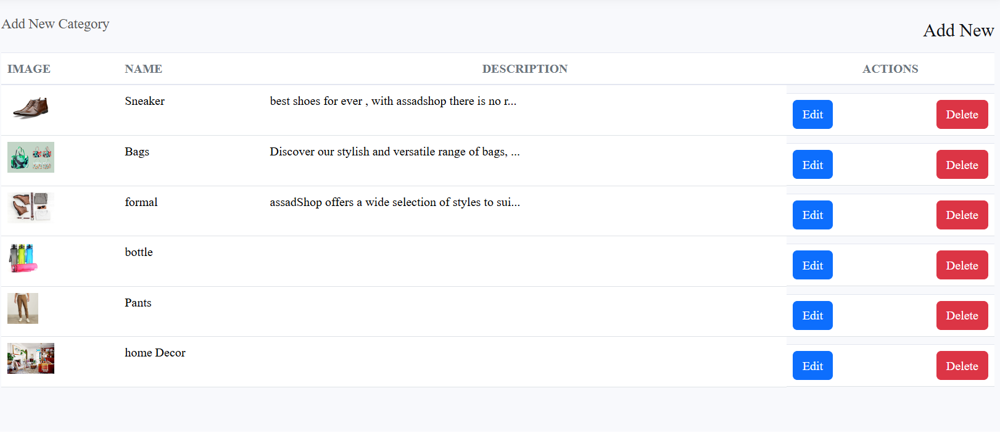 Add New Category
Add New
IMAGE NAME DESCRIPTION ACTIONS
Sneaker best shoes for ever , with assadshop there is no r... Edit Delete
Bags Discover our stylish and versatile range of bags, ... Edit Delete
formal assadShop offers a wide selection of styles to sui... Edit Delete
bottle Edit Delete
Pants Edit Delete
home Decor Edit Delete